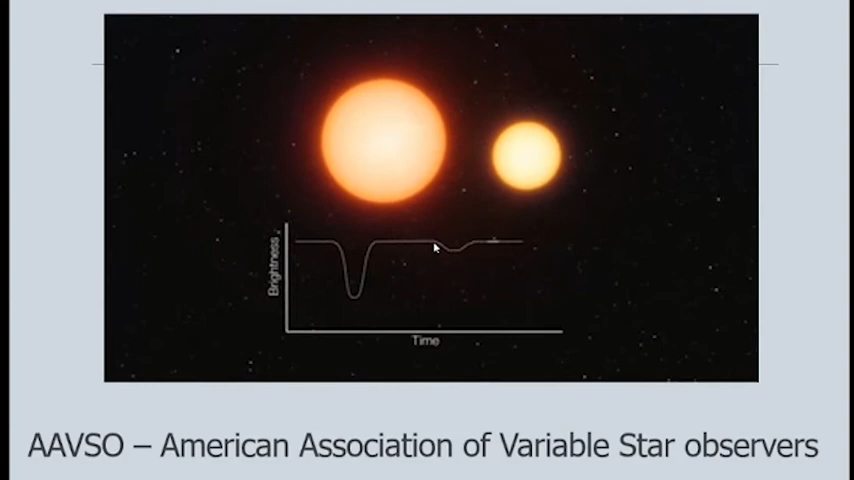 Brightness
Time
AAVSO – American Association of Variable Star observers